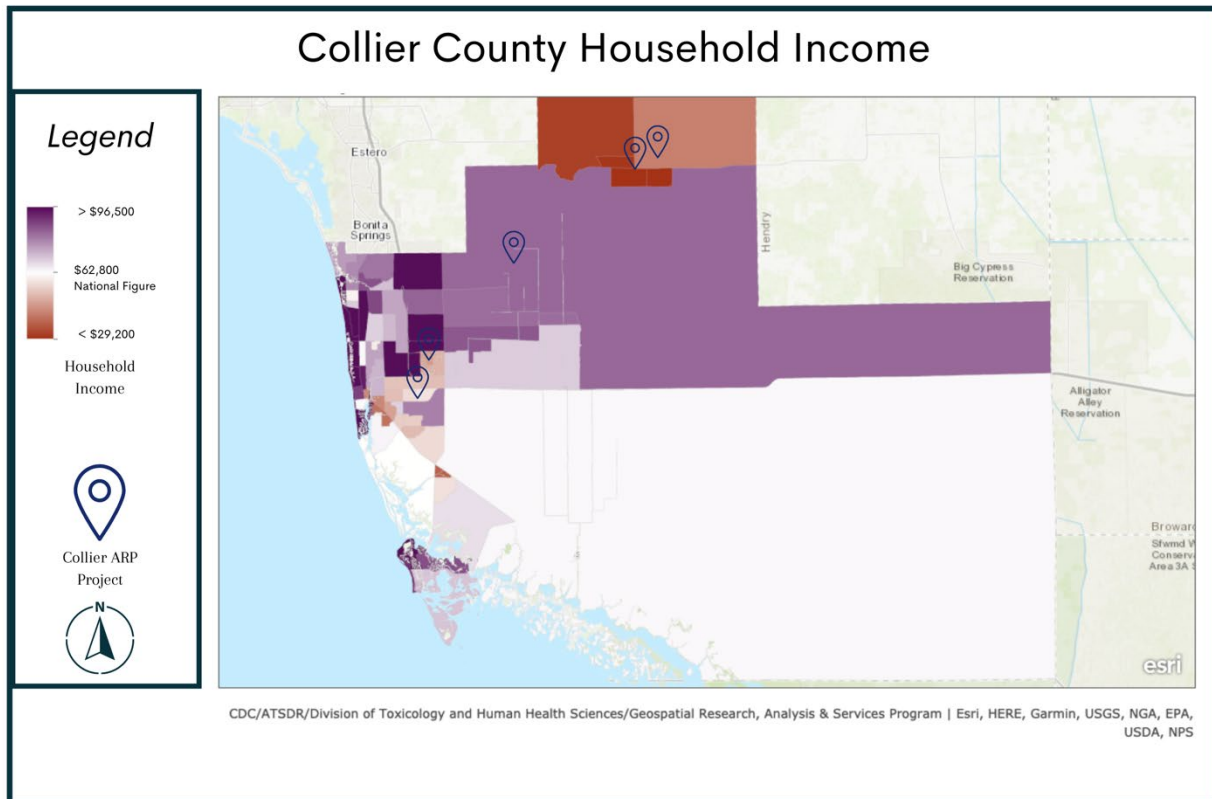 Collier County Household Income
Legend
> $96,500
$62,800
National Figure
< $29,200
Household
Income
Collier ARP
Project
N
Estero
Bonita
Springs
Hendry
Big Cypress
Reservation
Alligator
Alley
Reservation
Broward
Sfwmd W
Conserva
Area 3A S
esri
CDC/ATSDR/Division of Toxicology and Human Health Sciences/Geospatial Research, Analysis & Services Program | Esri, HERE, Garmin, USGS, NGA, EPA,
USDA, NPS